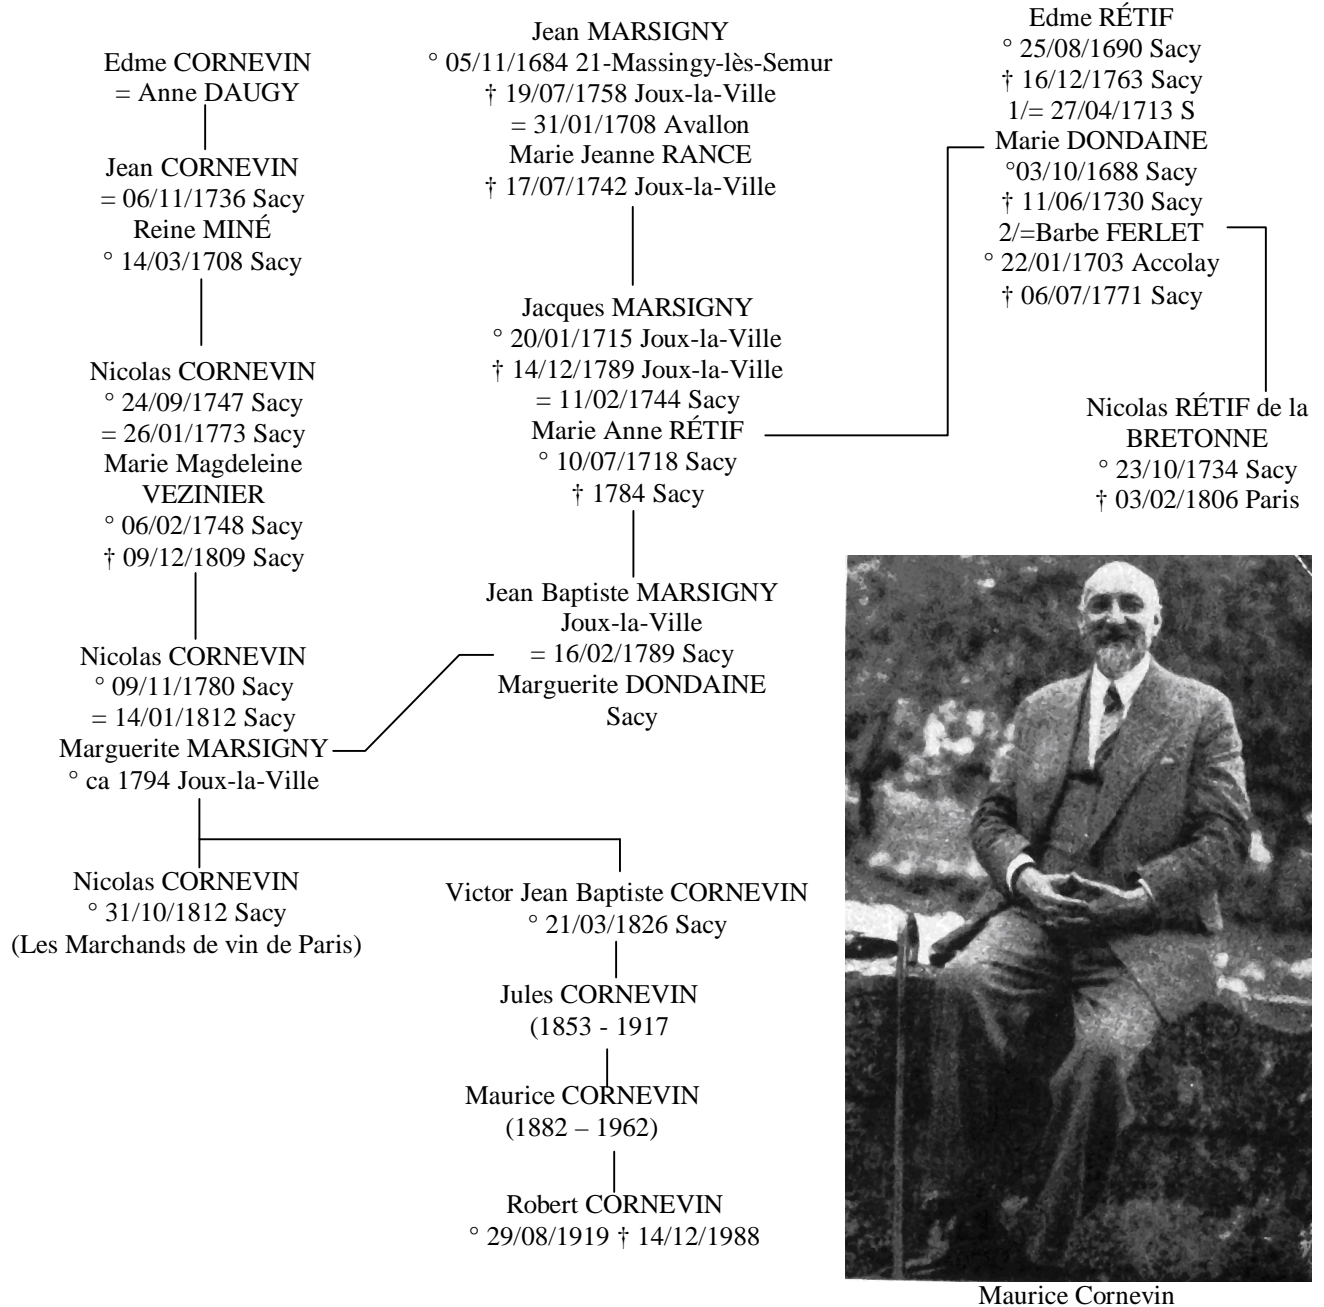 Edme CORNEVIN
= Anne DAUGY
Jean CORNEVIN
= 06/11/1736 Sacy
Reine MINÉ
° 14/03/1708 Sacy
Nicolas CORNEVIN
° 24/09/1747 Sacy
= 26/01/1773 Sacy
Marie Magdeleine
VEZINIER
° 06/02/1748 Sacy
† 09/12/1809 Sacy
Nicolas CORNEVIN
° 09/11/1780 Sacy
= 14/01/1812 Sacy
Marguerite MARSIGNY
° ca 1794 Joux-la-Ville
Nicolas CORNEVIN
° 31/10/1812 Sacy
(Les Marchands de vin de Paris)
Jean MARSIGNY
° 05/11/1684 21-Massingy-lès-Semur
† 19/07/1758 Joux-la-Ville
= 31/01/1708 Avallon
Marie Jeanne RANCE
† 17/07/1742 Joux-la-Ville
Jacques MARSIGNY
° 20/01/1715 Joux-la-Ville
† 14/12/1789 Joux-la-Ville
= 11/02/1744 Sacy
Marie Anne RÉTIF
° 10/07/1718 Sacy
† 1784 Sacy
Jean Baptiste MARSIGNY
Joux-la-Ville
= 16/02/1789 Sacy
Marguerite DONDAINE
Sacy
Victor Jean Baptiste CORNEVIN
° 21/03/1826 Sacy
Jules CORNEVIN
(1853 - 1917
Maurice CORNEVIN
(1882 – 1962)
Robert CORNEVIN
° 29/08/1919 † 14/12/1988
Edme RÉTIF
° 25/08/1690 Sacy
† 16/12/1763 Sacy
1/= 27/04/1713 S
Marie DONDAINE
°03/10/1688 Sacy
† 11/06/1730 Sacy
2/=Barbe FERLET
° 22/01/1703 Accolay
† 06/07/1771 Sacy
Nicolas RÉTIF de la
BRETONNE
° 23/10/1734 Sacy
† 03/02/1806 Paris
Maurice Cornevin